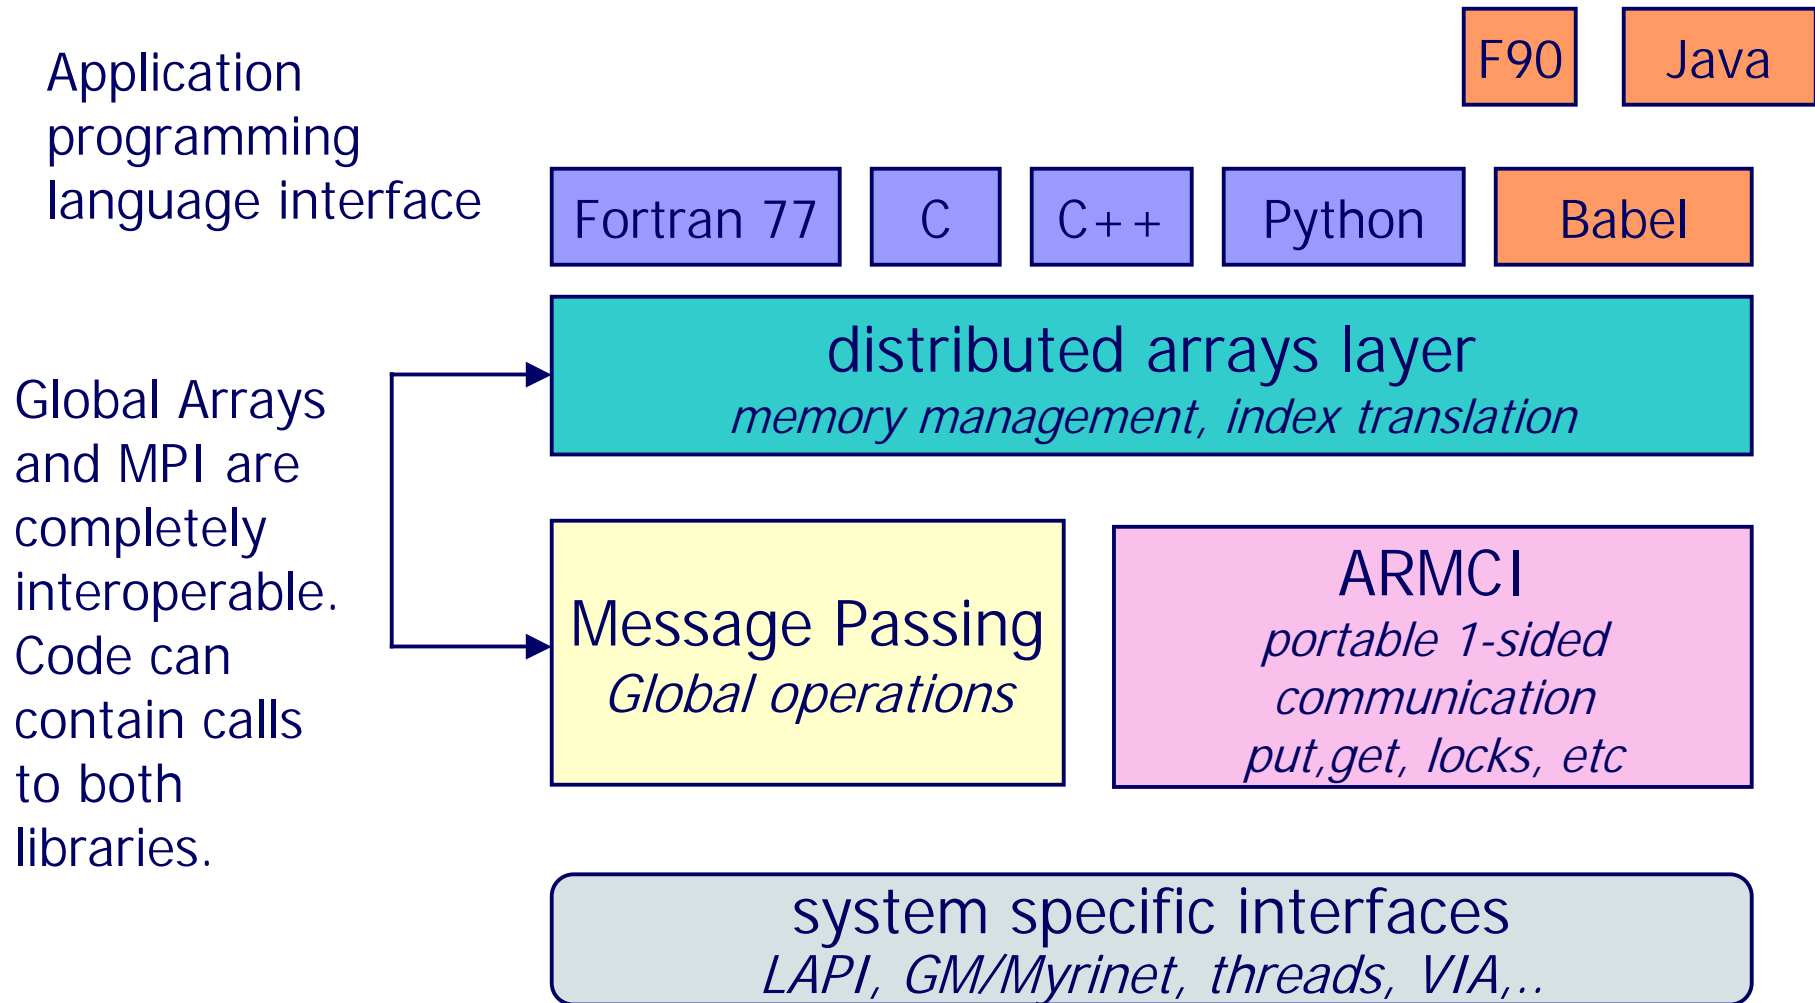 F90
Java
Application
programming
language interface
Fortran 77
C
C++
Python
Babel
distributed arrays layer
memory management, index translation
Global Arrays
and MPI are
completely
interoperable.
Code can
contain calls
to both
libraries.
Message Passing
Global operations
ARMCI
portable 1-sided
communication
put,get, locks, etc
system specific interfaces
LAPI, GM/Myrinet, threads, VIA,..